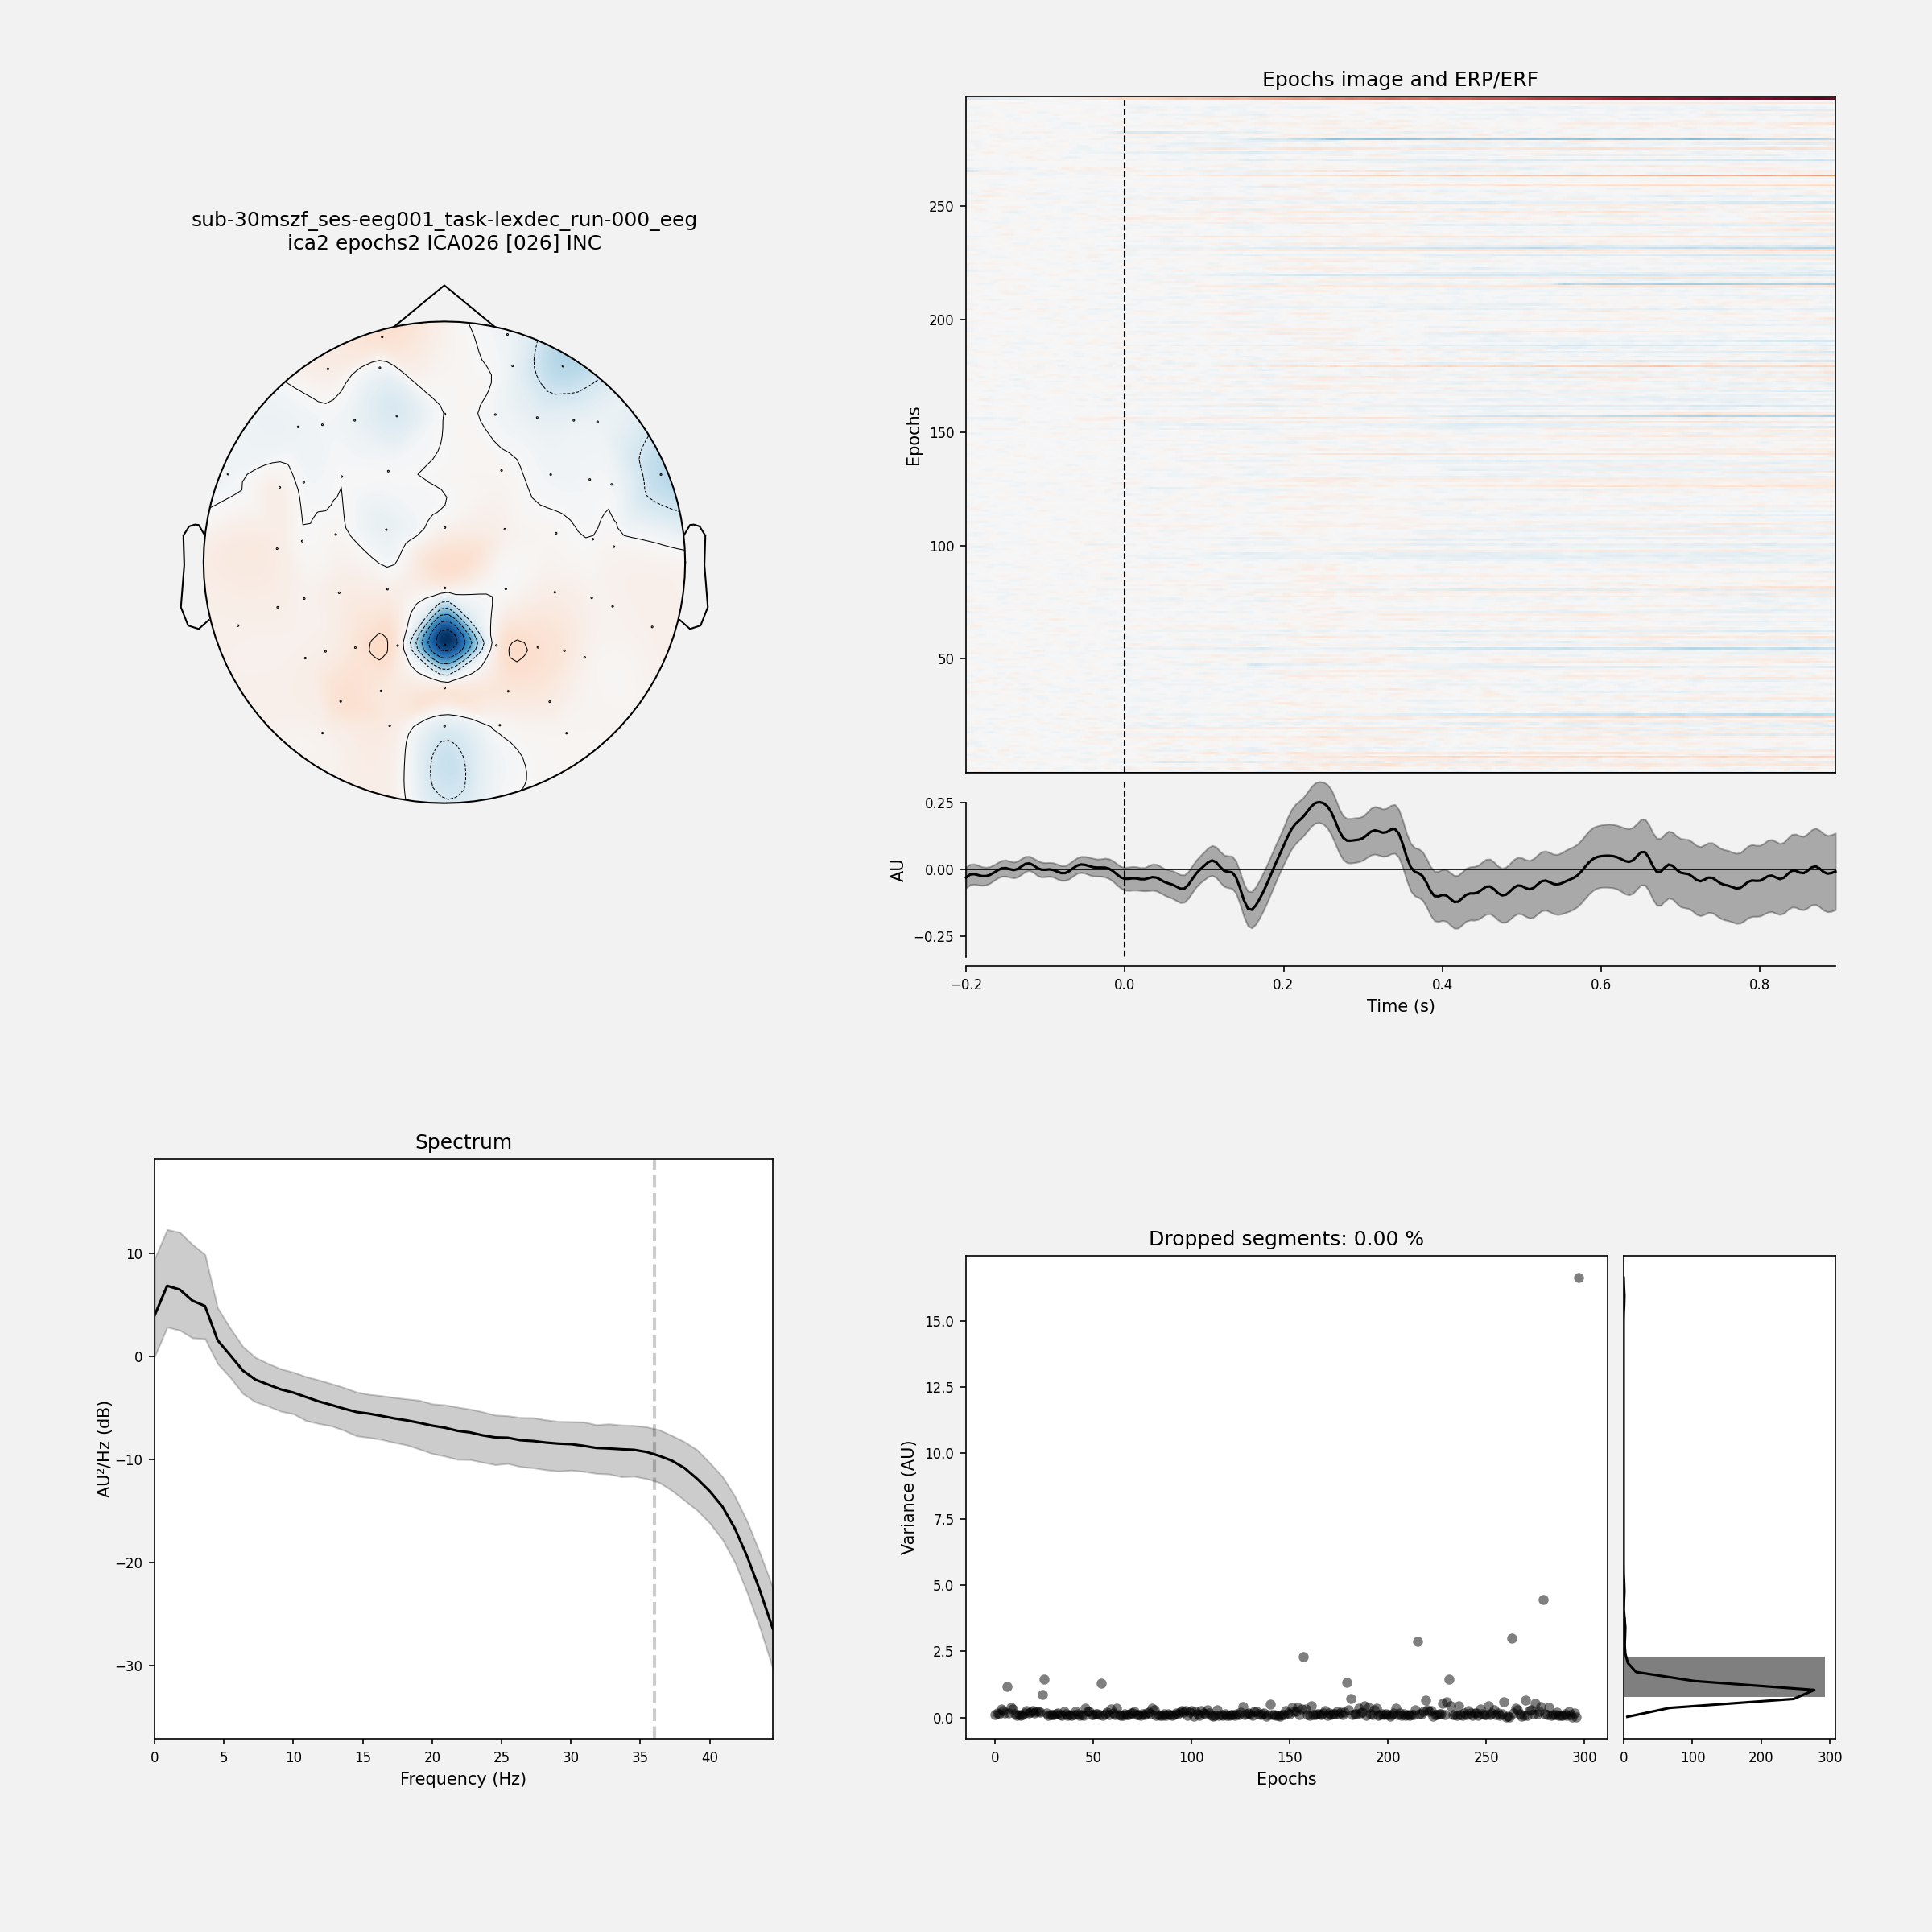 sub-30mszf_ses-eeg001_task-lexdec_run-000_eeg
ica2 epochs2 ICA026 [026] INC
Epochs image and ERP/ERF
Epochs
250
200
150
100
50
AU
0.25
0.00
−0.25
−0.2 0.0 0.2 0.4 0.6 0.8
Time (s)
Spectrum
AU²/Hz (dB)
10
0
−10
−20
−30
0 5 10 15 20 25 30 35 40
Frequency (Hz)
Dropped segments: 0.00 %
Variance (AU)
15.0
12.5
10.0
7.5
5.0
2.5
0.0
0 50 100 150 200 250 300
Epochs
0 100 200 300